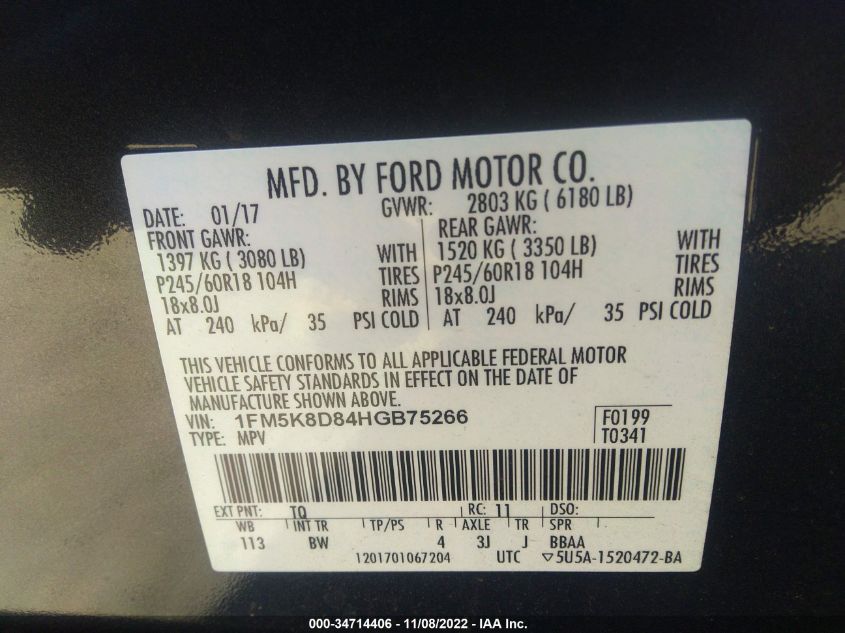 MFD. BY FORD MOTOR CO.
DATE: 01/17 GVWR: 2803 KG ( 6180 LB)
FRONT GAWR: REAR GAWR:
1397 KG ( 3080 LB) WITH 1520 KG ( 3350 LB) WITH
P245/60R18 104H TIRES P245/60R18 104H TIRES
18x8.0J RIMS 18x8.0J RIMS
AT 240 kPa/ 35 PSI COLD AT 240 kPa/ 35 PSI COLD
THIS VEHICLE CONFORMS TO ALL APPLICABLE FEDERAL MOTOR
VEHICLE SAFETY STANDARDS IN EFFECT ON THE DATE OF
MANUFACTURE SHOWN ABOVE.
VIN: 1FM5K8D84HGB75266 F0199
TYPE: MPV T0341
EXT PNT: TQ RC: 11 DSO:
WB INT TR TP/PS R AXLE TR SPR
113 BW 4 3J J BBAA
1201701067204 UTC ▽5U5A-1520472-BA
000-34714406 - 11/08/2022 - IAA Inc.